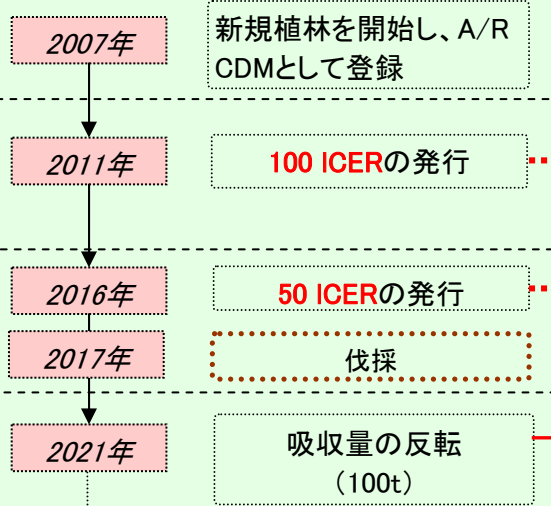 2007年
新規植林を開始し、A/R
CDMとして登録
2011年
100 lCERの発行
2016年
50 lCERの発行
2017年
伐採
2021年
吸収量の反転
（100t）